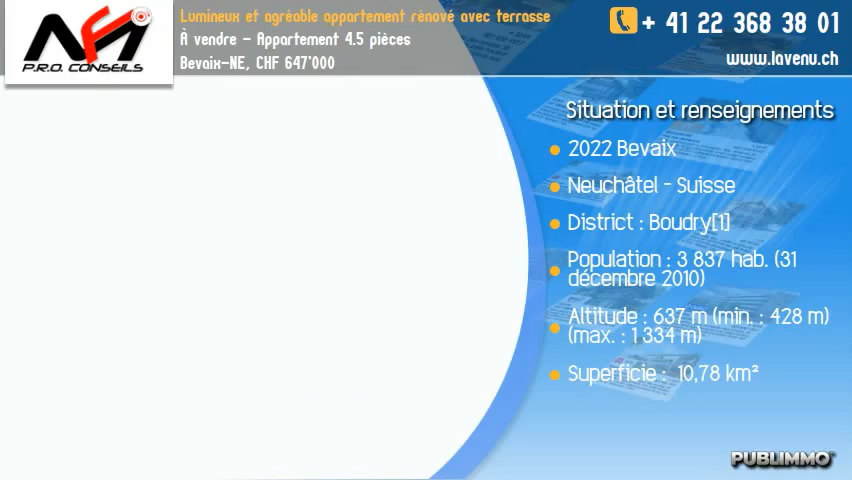 NFI
P.R.O. CONSEILS
Lumineux et agréable appartement rénové avec terrasse
À vendre - Appartement 4.5 pièces
Bevaix-NE, CHF 647'000
+ 41 22 368 38 01
www.lavenu.ch
Situation et renseignements
2022 Bevaix
Neuchâtel - Suisse
District : Boudry[1]
Population : 3 837 hab. (31
décembre 2010)
Altitude : 637 m (min. : 428 m)
(max. : 1 334 m)
Superficie : 10,78 km²
PUBLIMMO